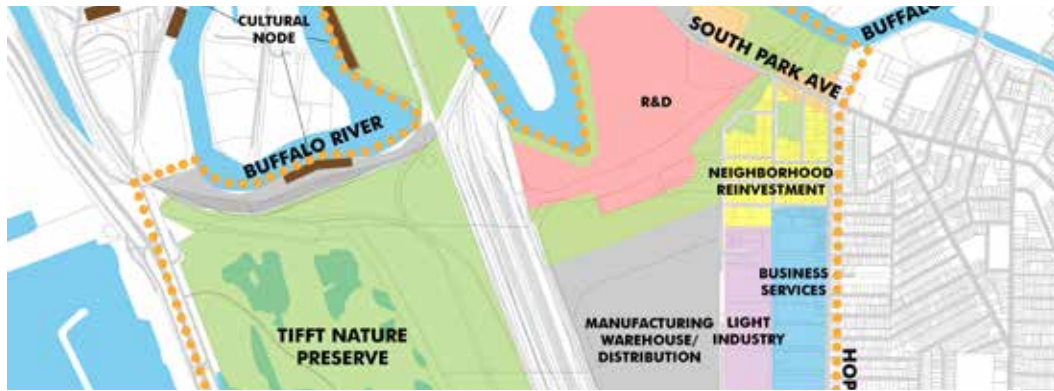 CULTURAL
NODE
BUFFALO
SOUTH PARK AVE
R&D
BUFFALO RIVER
NEIGHBORHOOD
REINVESTMENT
BUSINESS
SERVICES
TIFFT NATURE
PRESERVE
MANUFACTURING
WAREHOUSE/
DISTRIBUTION
LIGHT
INDUSTRY
HOP